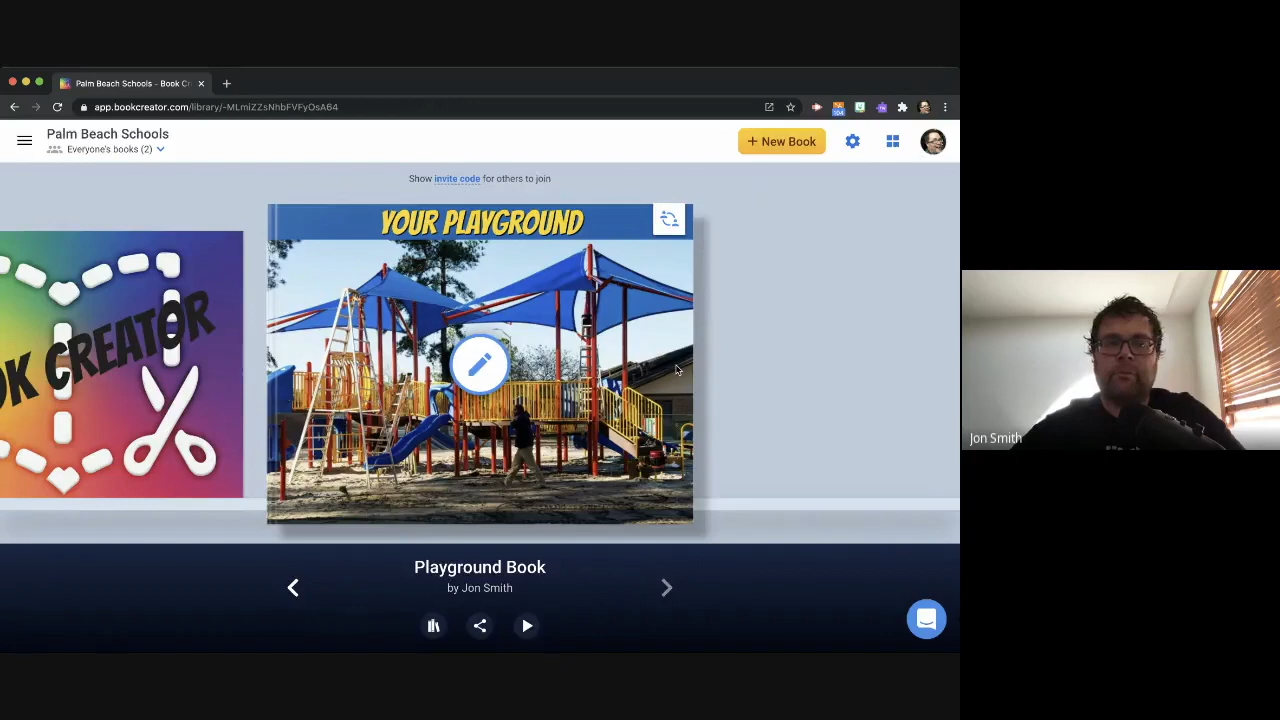 Palm Beach Schools - Book Cr
app.bookcreator.com/library/-MLmiZZsNhbFVFyOsA64
104
Palm Beach Schools
Everyone's books (2)
+ New Book
Show invite code for others to join
YOUR PLAYGROUND
OK CREATOR
Jon Smith
Playground Book
by Jon Smith